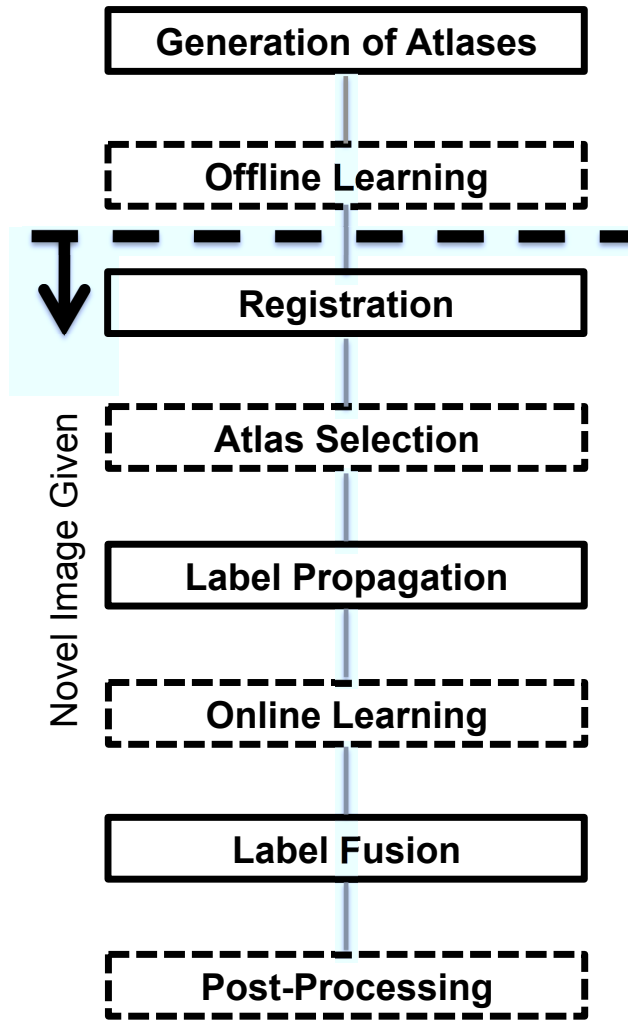 Generation of Atlases
Offline Learning
Registration
Atlas Selection
Novel Image Given
Label Propagation
Online Learning
Label Fusion
Post-Processing